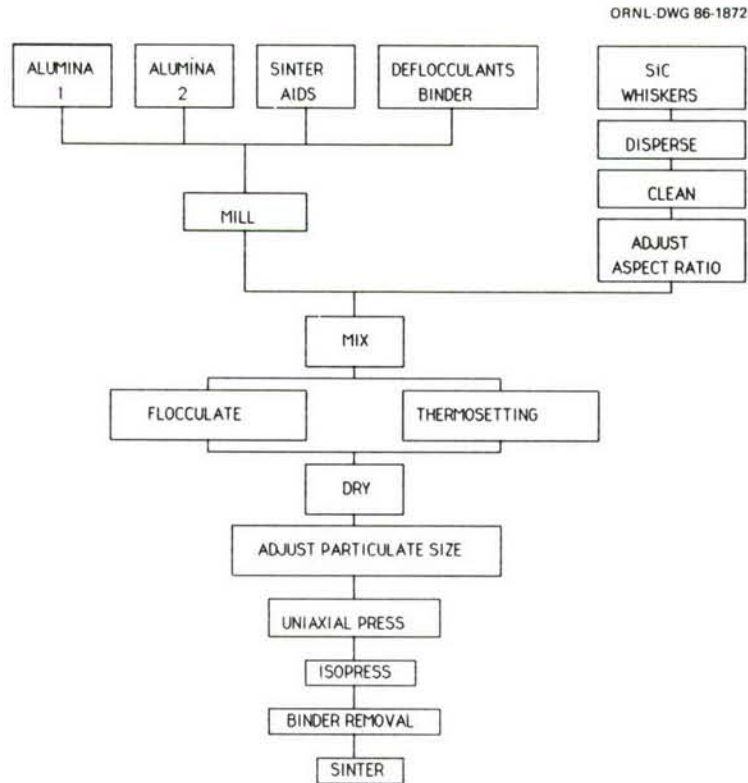 ORNL-DWG 86-1872
ALUMINA
1
ALUMINA
2
SINTER
AIDS
DEFLOCCULANTS
BINDER
SiC
WHISKERS
DISPERSE
CLEAN
ADJUST
ASPECT RATIO
MILL
MIX
FLOCCULATE
THERMOSETTING
DRY
ADJUST PARTICULATE SIZE
UNIAXIAL PRESS
ISOPRESS
BINDER REMOVAL
SINTER